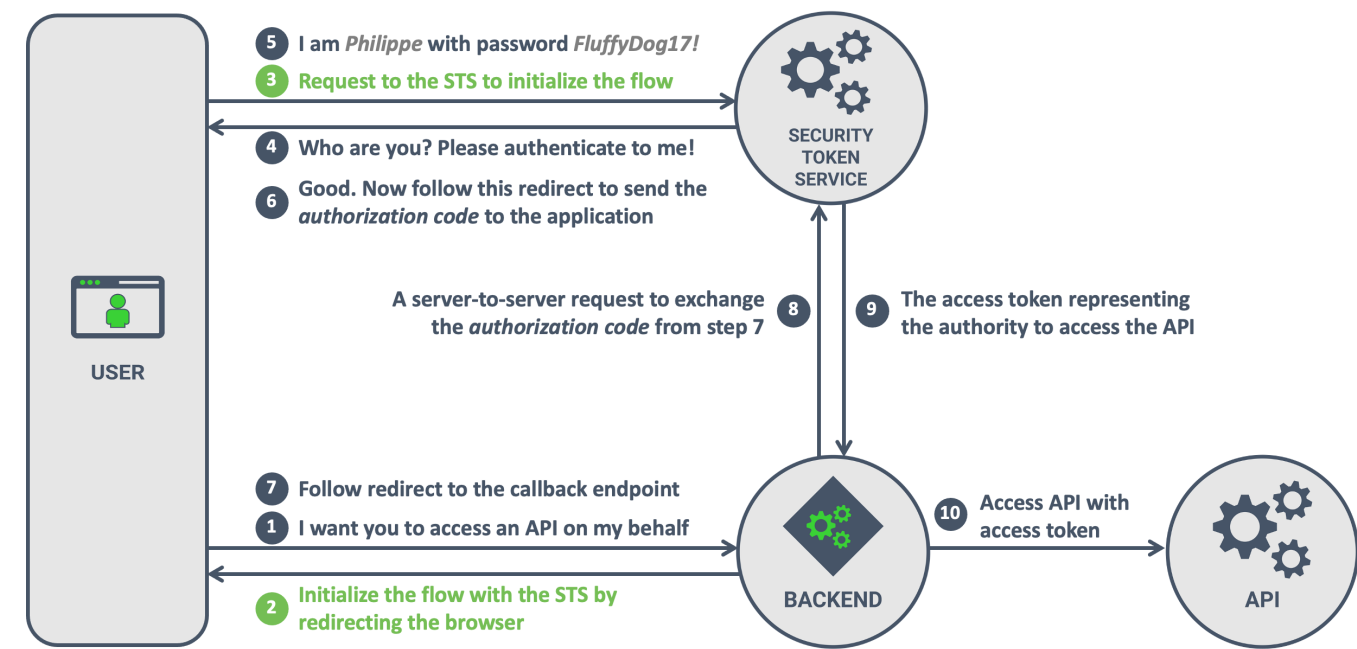 5 I am Philippe with password FluffyDog17!
3 Request to the STS to initialize the flow
4 Who are you? Please authenticate to me!
6 Good. Now follow this redirect to send the
authorization code to the application
SECURITY
TOKEN
SERVICE
USER
A server-to-server request to exchange
the authorization code from step 7
8
9 The access token representing
the authority to access the API
7 Follow redirect to the callback endpoint
1 I want you to access an API on my behalf
2 Initialize the flow with the STS by
redirecting the browser
BACKEND
10 Access API with
access token
API